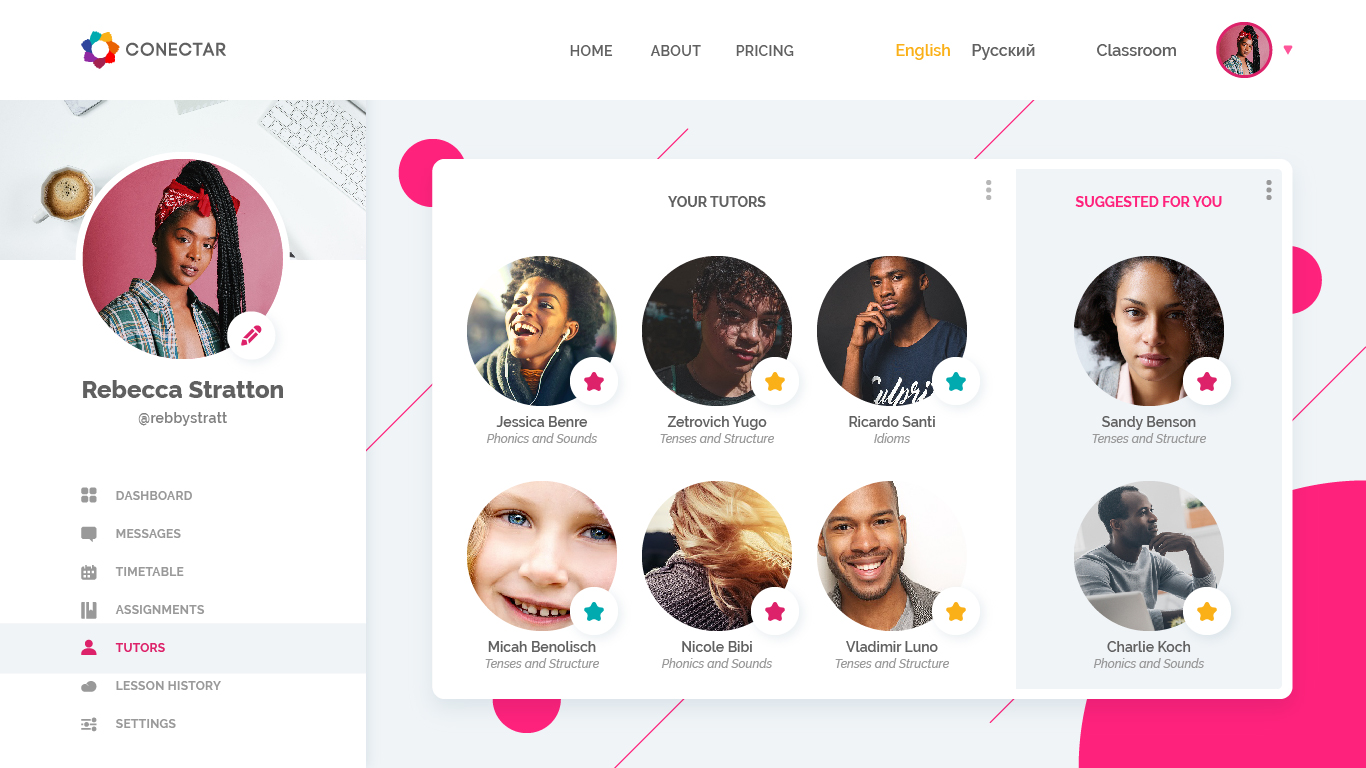 CONECTAR
HOME ABOUT PRICING English Русский Classroom
Rebecca Stratton
@rebbystratt
DASHBOARD
MESSAGES
TIMETABLE
ASSIGNMENTS
TUTORS
LESSON HISTORY
SETTINGS
YOUR TUTORS
Jessica Benre
Phonics and Sounds
Zetrovich Yugo
Tenses and Structure
Ricardo Santi
Idioms
Micah Benolisch
Tenses and Structure
Nicole Bibi
Phonics and Sounds
Vladimir Luno
Tenses and Structure
SUGGESTED FOR YOU
Sandy Benson
Tenses and Structure
Charlie Koch
Phonics and Sounds